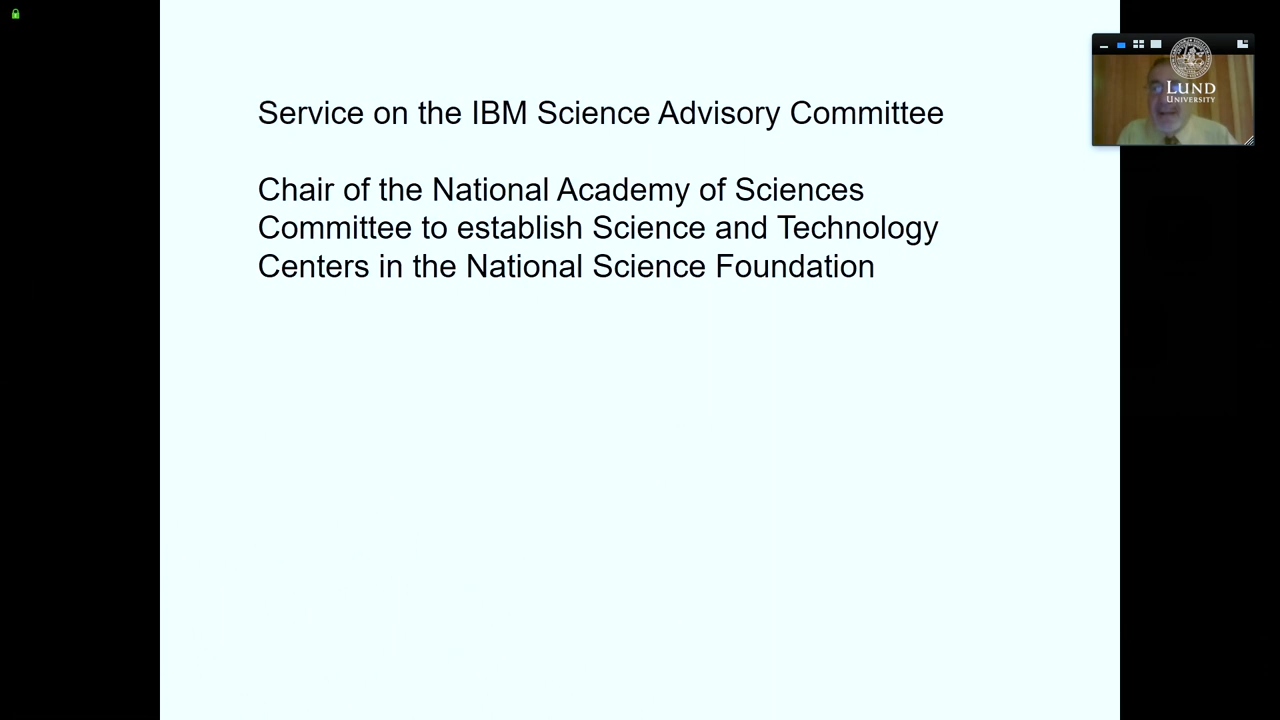 Service on the IBM Science Advisory Committee
Chair of the National Academy of Sciences
Committee to establish Science and Technology
Centers in the National Science Foundation
LUND
UNIVERSITY